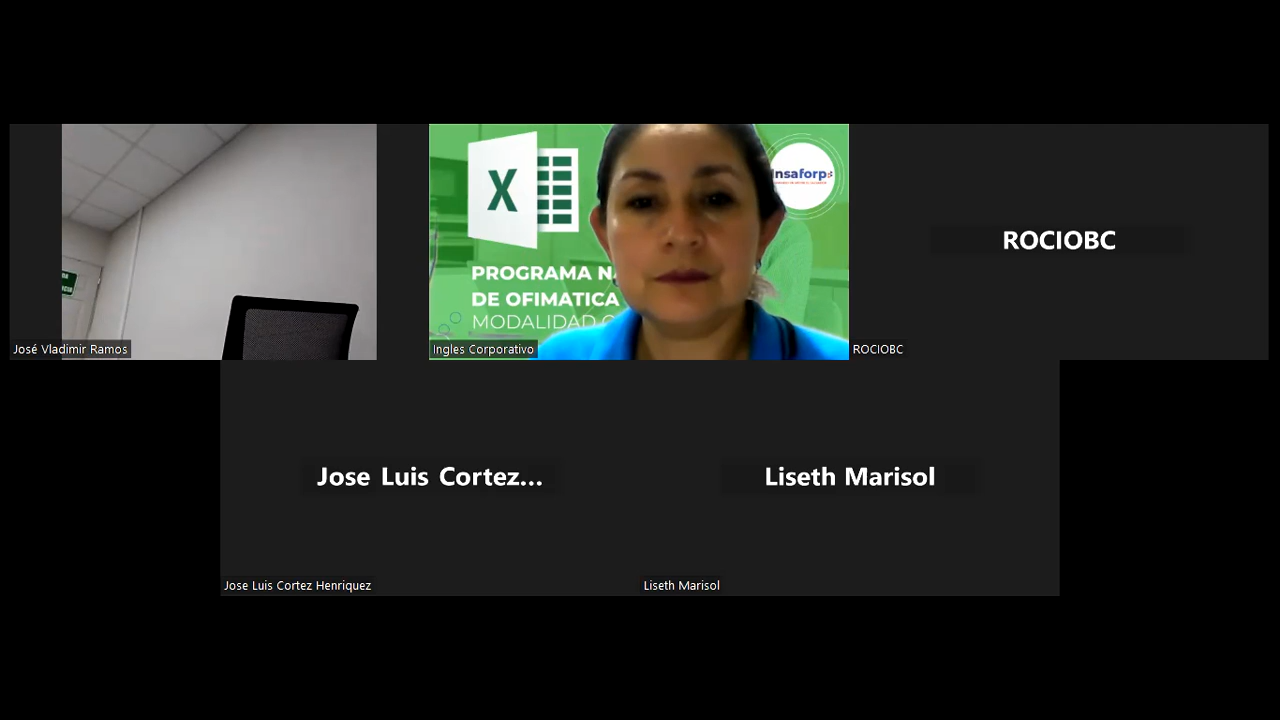 X
Insaforp
PROGRAMA NA
DE OFIMATICA
MODALIDAD O
José Vladimir Ramos
Ingles Corporativo
ROCIOBC
ROCIOBC
Jose Luis Cortez...
Liseth Marisol
Jose Luis Cortez Henriquez
Liseth Marisol